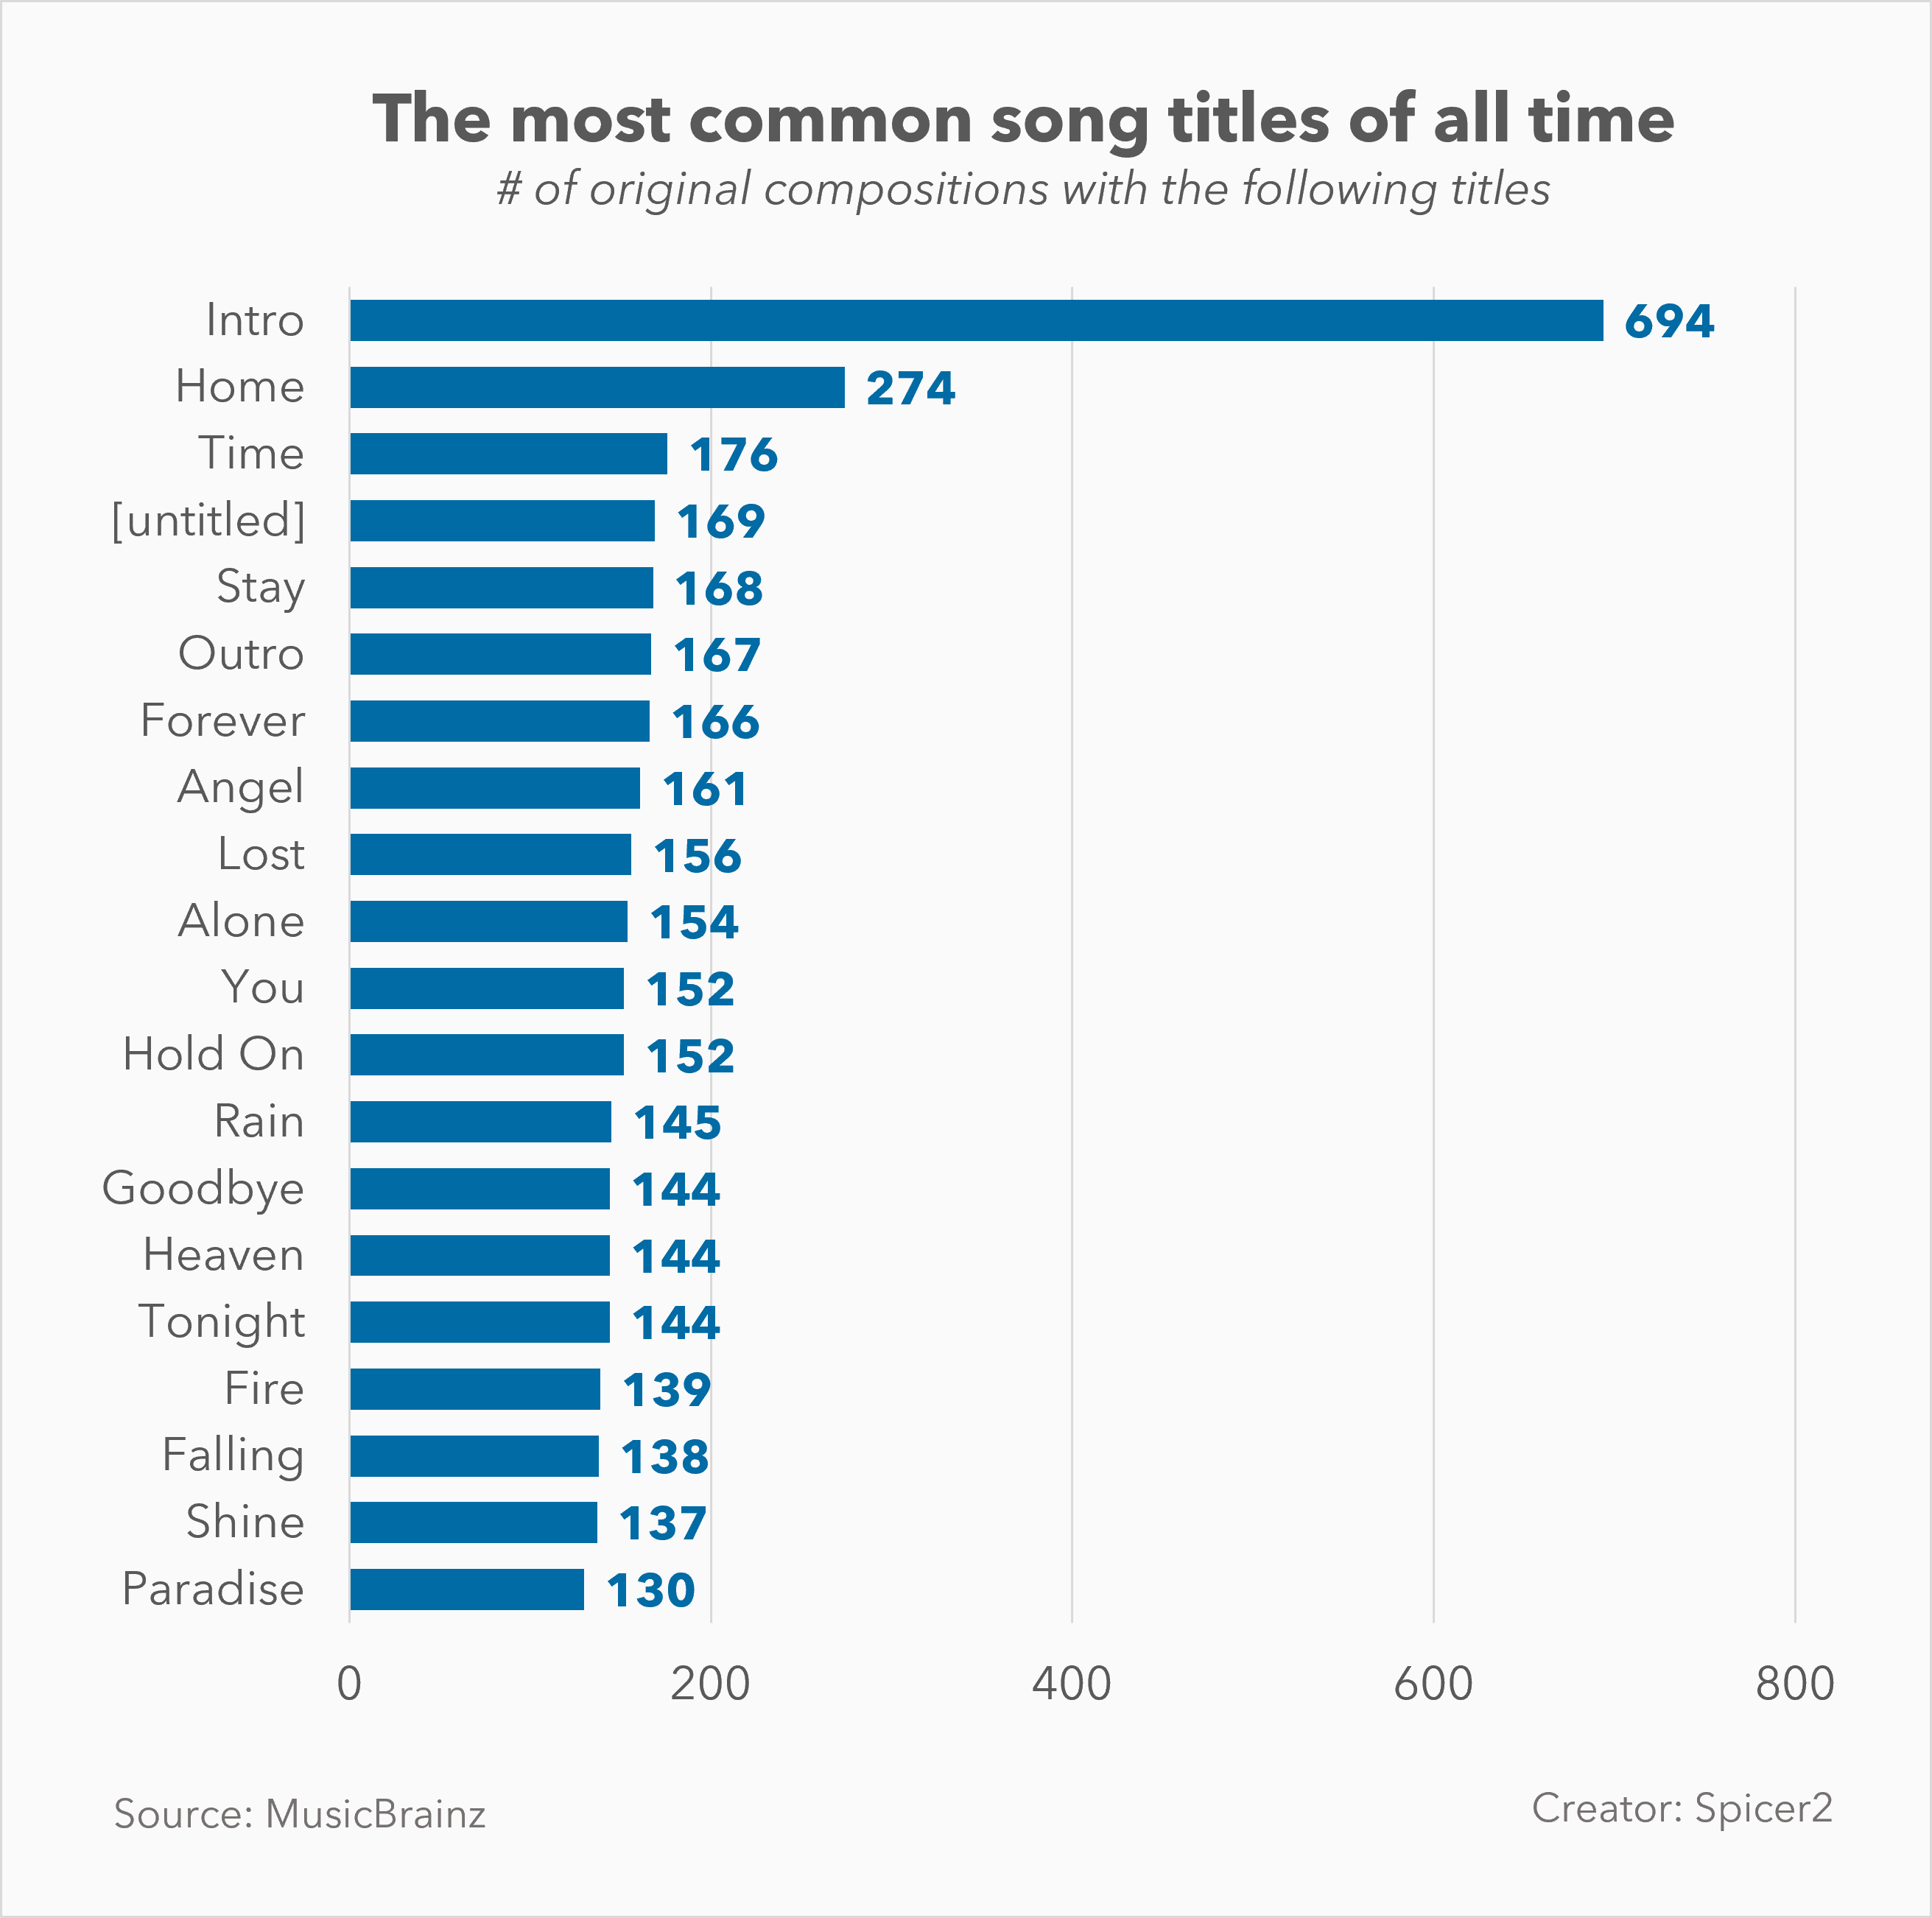 The most common song titles of all time
# of original compositions with the following titles
Intro 694
Home 274
Time 176
[untitled] 169
Stay 168
Outro 167
Forever 166
Angel 161
Lost 156
Alone 154
You 152
Hold On 152
Rain 145
Goodbye 144
Heaven 144
Tonight 144
Fire 139
Falling 138
Shine 137
Paradise 130
0 200 400 600 800
Source: MusicBrainz
Creator: Spicer2